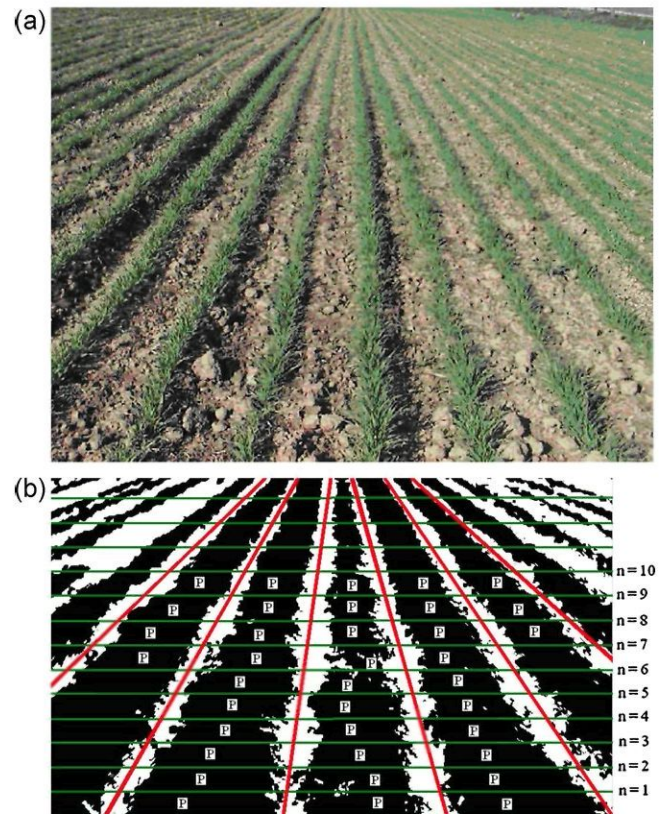 (a)
(b)
n = 10
P P P P P
n = 9
P P P P P
n = 8
P P P P P
n = 7
P P P P
n = 6
P P P
n = 5
P P P
n = 4
P P P
n = 3
P P P
n = 2
P P P
n = 1
P P P